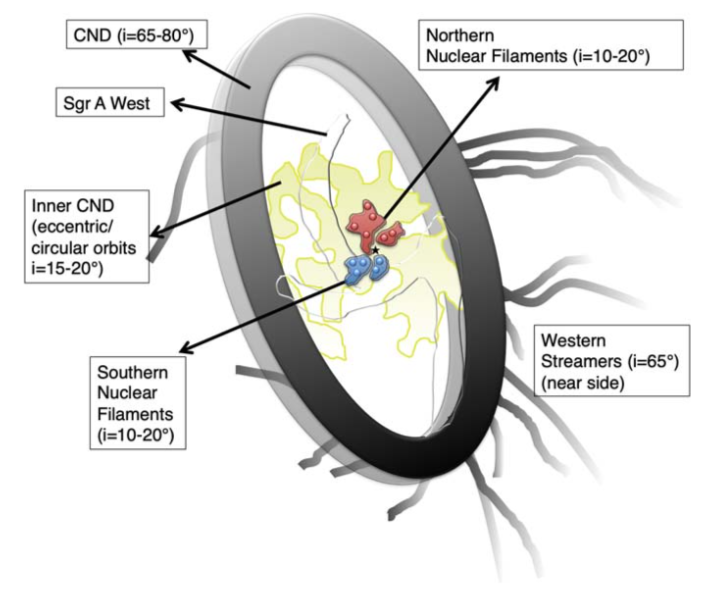 CND (i=65-80°)
Northern
Nuclear Filaments (i=10-20°)
Sgr A West
Inner CND
(eccentric/
circular orbits
i=15-20°)
Western
Streamers (i=65°)
(near side)
Southern
Nuclear
Filaments
(i=10-20°)